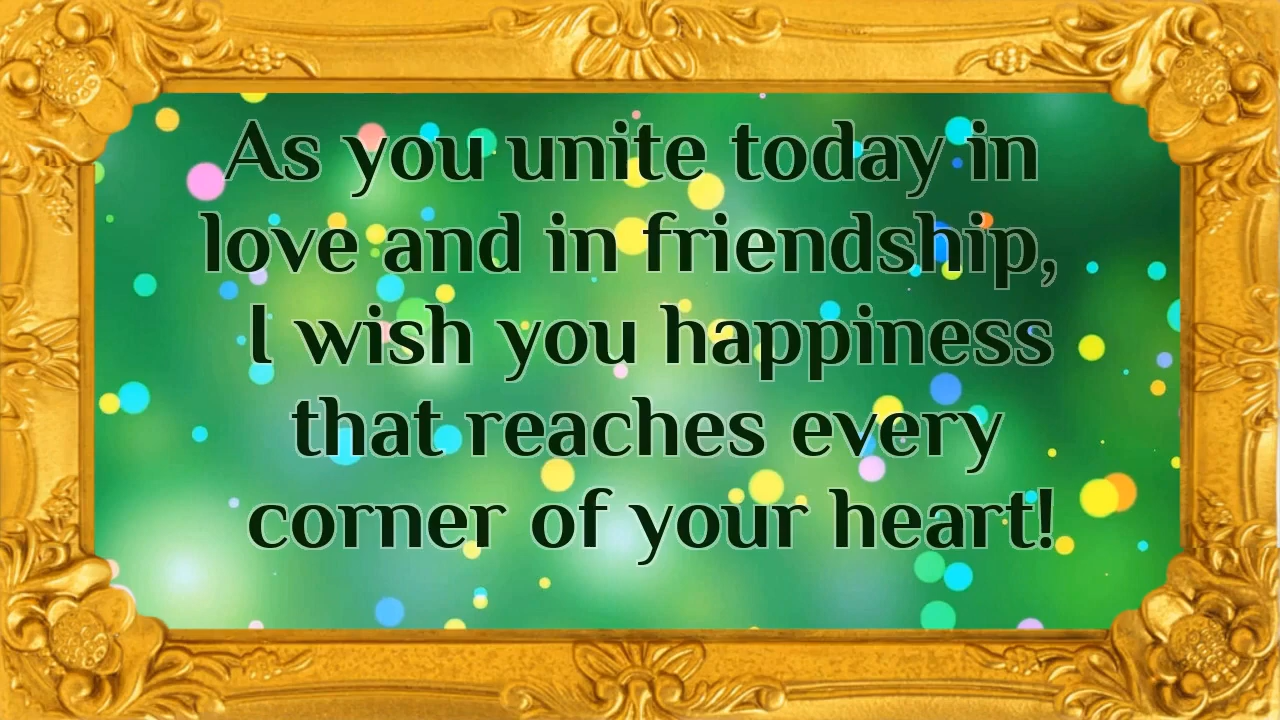 As you unite today in
love and in friendship,
I wish you happiness
that reaches every
corner of your heart!